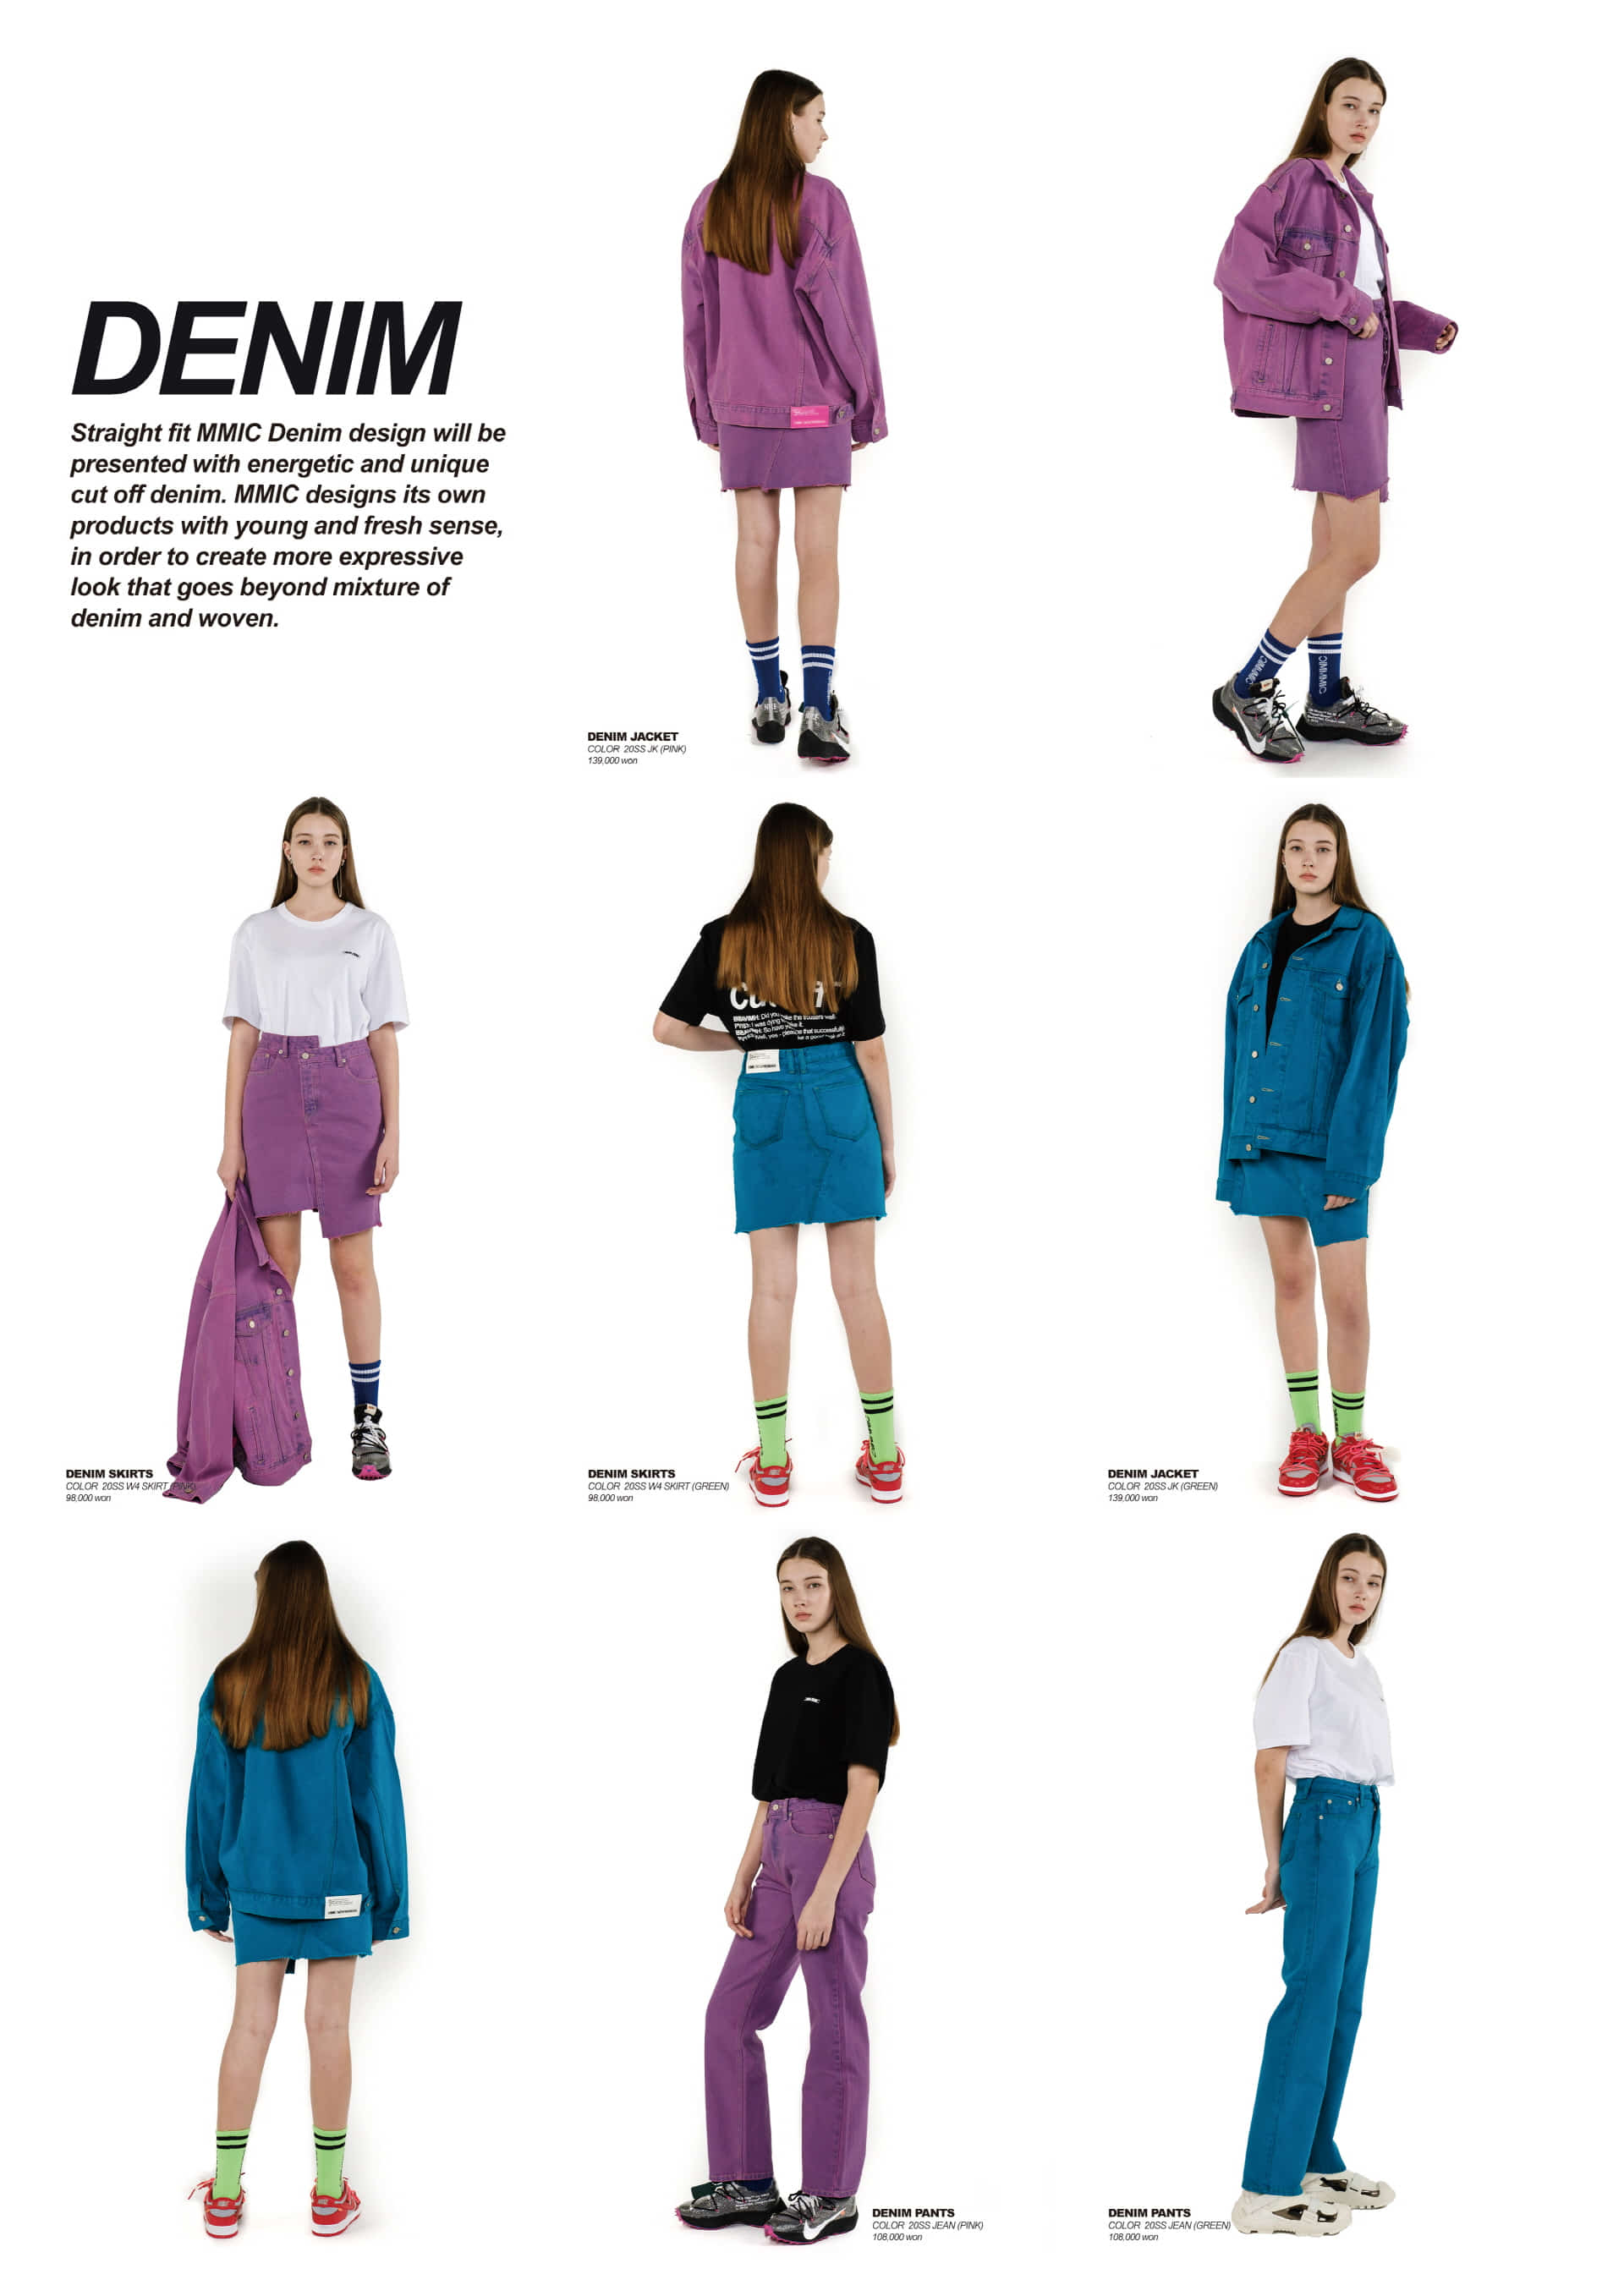 DENIM
Straight fit MMIC Denim design will be
presented with energetic and unique
cut off denim. MMIC designs its own
products with young and fresh sense,
in order to create more expressive
look that goes beyond mixture of
denim and woven.
DENIM JACKET
COLOR 20SS JK (PINK)
139,000 won
DENIM SKIRTS
COLOR 20SS W4 SKIRT (PINK)
98,000 won
DENIM SKIRTS
COLOR 20SS W4 SKIRT (GREEN)
98,000 won
DENIM JACKET
COLOR 20SS JK (GREEN)
139,000 won
DENIM PANTS
COLOR 20SS JEAN (PINK)
108,000 won
DENIM PANTS
COLOR 20SS JEAN (GREEN)
108,000 won